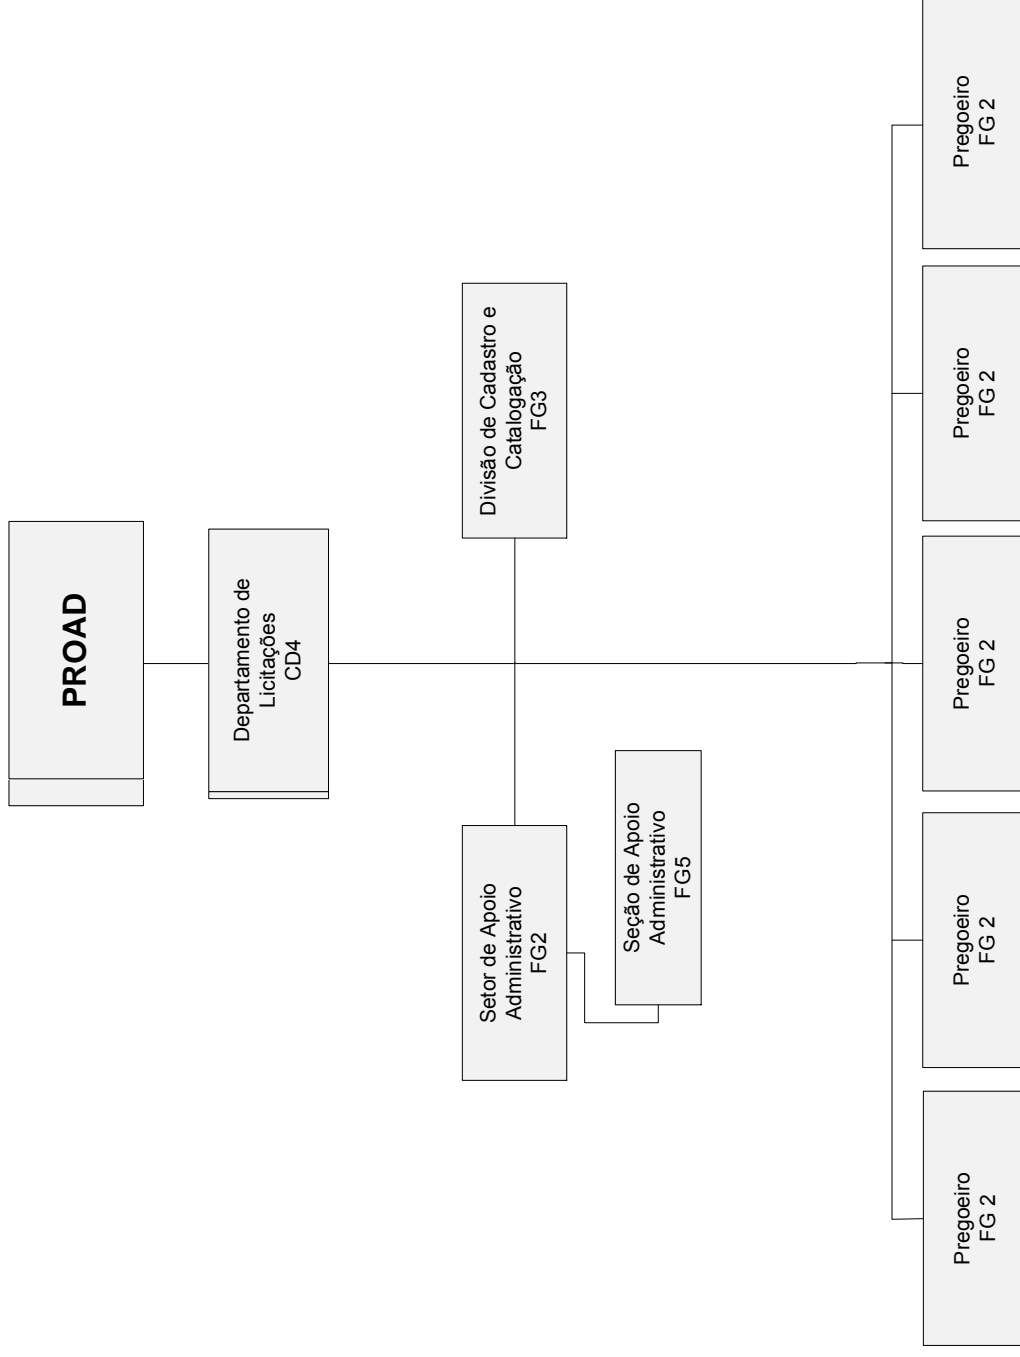 PROAD
Departamento de
Licitações
CD4
Setor de Apoio
Administrativo
FG2
Divisão de Cadastro e
Catalogação
FG3
Seção de Apoio
Administrativo
FG5
Pregoeiro
FG 2
Pregoeiro
FG 2
Pregoeiro
FG 2
Pregoeiro
FG 2
Pregoeiro
FG 2